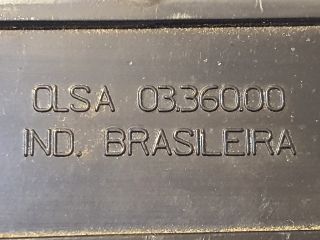 OLSA 03.360.00
IND. BRASILEIRA